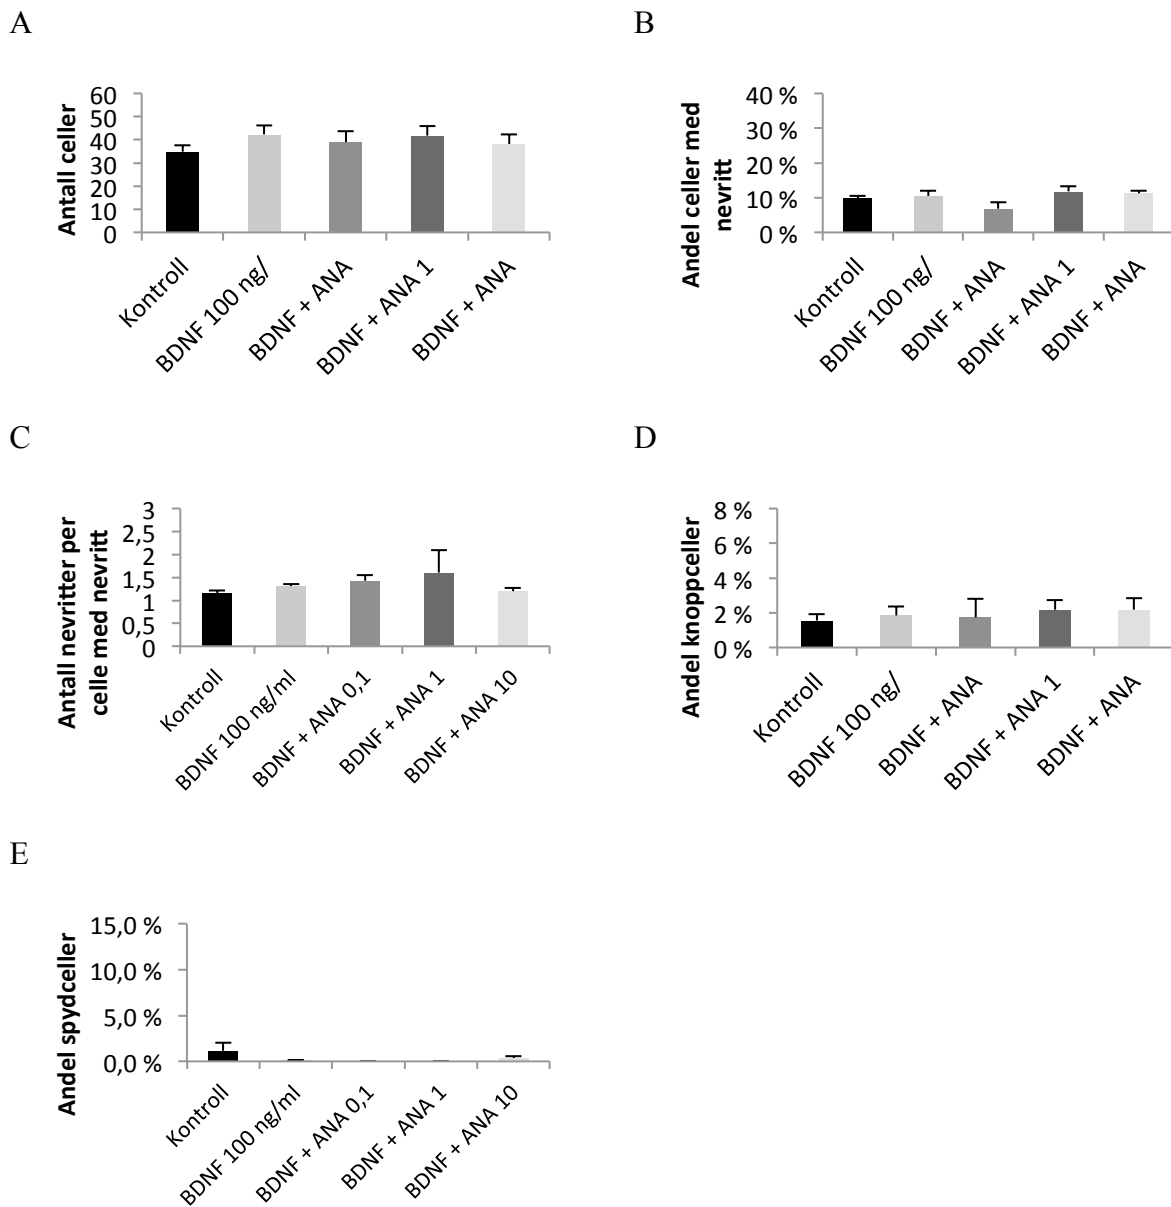 A
Antall celler
60
50
40
30
20
10
0
Kontroll
BDNF 100 ng/
BDNF + ANA
BDNF + ANA 1
BDNF + ANA
B
Andel celler med
nevritt
40 %
30 %
20 %
10 %
0 %
Kontroll
BDNF 100 ng/
BDNF + ANA
BDNF + ANA 1
BDNF + ANA
C
Antall nevritter per
celle med nevritt
3
2,5
2
1,5
1
0,5
0
Kontroll
BDNF 100 ng/ml
BDNF + ANA 0,1
BDNF + ANA 1
BDNF + ANA 10
D
Andel knoppceller
8 %
6 %
4 %
2 %
0 %
Kontroll
BDNF 100 ng/
BDNF + ANA
BDNF + ANA 1
BDNF + ANA
E
Andel spydceller
15,0 %
10,0 %
5,0 %
0,0 %
Kontroll
BDNF 100 ng/ml
BDNF + ANA 0,1
BDNF + ANA 1
BDNF + ANA 10